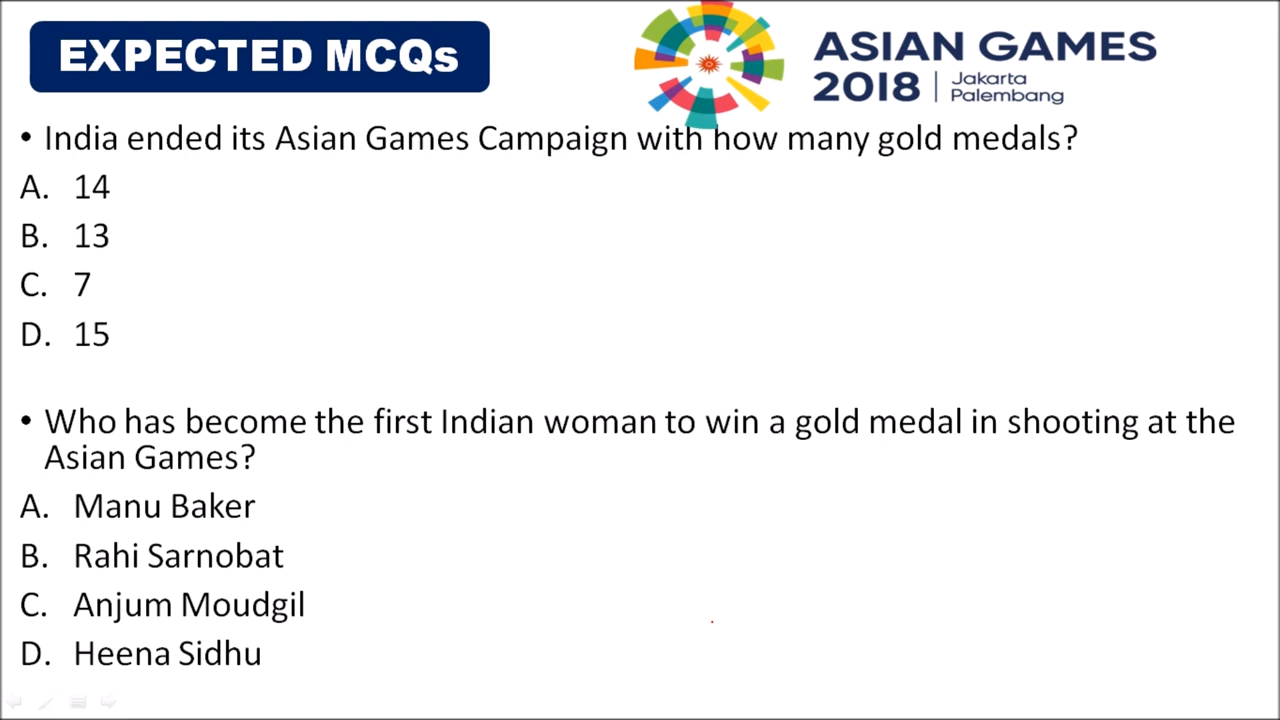 EXPECTED MCQs
ASIAN GAMES
2018 | Jakarta
Palembang
• India ended its Asian Games Campaign with how many gold medals?
A. 14
B. 13
C. 7
D. 15
• Who has become the first Indian woman to win a gold medal in shooting at the
Asian Games?
A. Manu Baker
B. Rahi Sarnobat
C. Anjum Moudgil
D. Heena Sidhu